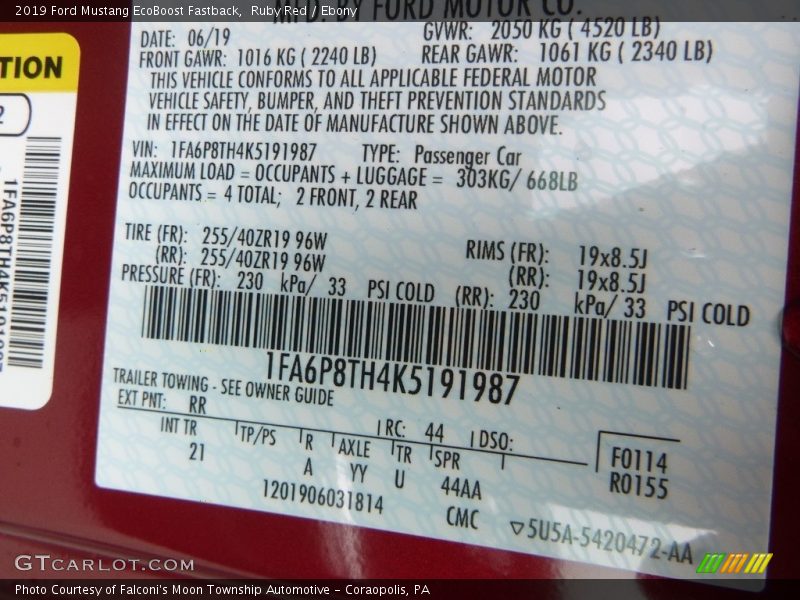 2019 Ford Mustang EcoBoost Fastback, Ruby Red / Ebony
MFD. BY FORD MOTOR CO.
DATE: 06/19 GVWR: 2050 KG ( 4520 LB)
FRONT GAWR: 1016 KG ( 2240 LB) REAR GAWR: 1061 KG ( 2340 LB)
THIS VEHICLE CONFORMS TO ALL APPLICABLE FEDERAL MOTOR
VEHICLE SAFETY, BUMPER, AND THEFT PREVENTION STANDARDS
IN EFFECT ON THE DATE OF MANUFACTURE SHOWN ABOVE.
VIN: 1FA6P8TH4K5191987 TYPE: Passenger Car
MAXIMUM LOAD = OCCUPANTS + LUGGAGE = 303KG/ 668LB
OCCUPANTS = 4 TOTAL; 2 FRONT, 2 REAR
TIRE (FR): 255/40ZR19 96W RIMS (FR): 19x8.5J
(RR): 255/40ZR19 96W (RR): 19x8.5J
PRESSURE (FR): 230 kPa/ 33 PSI COLD (RR): 230 kPa/ 33 PSI COLD
1FA6P8TH4K5191987
TRAILER TOWING - SEE OWNER GUIDE
EXT PNT: RR RC: 44 DSO:
INT TR TP/PS R AXLE TR SPR
21 A YY U 44AA
F0114
R0155
1201906031814 CMC 5U5A-5420472-AA
TION
2
1FA6P8TH4K5191987
GTCARLOT.COM
Photo Courtesy of Falconi's Moon Township Automotive - Coraopolis, PA